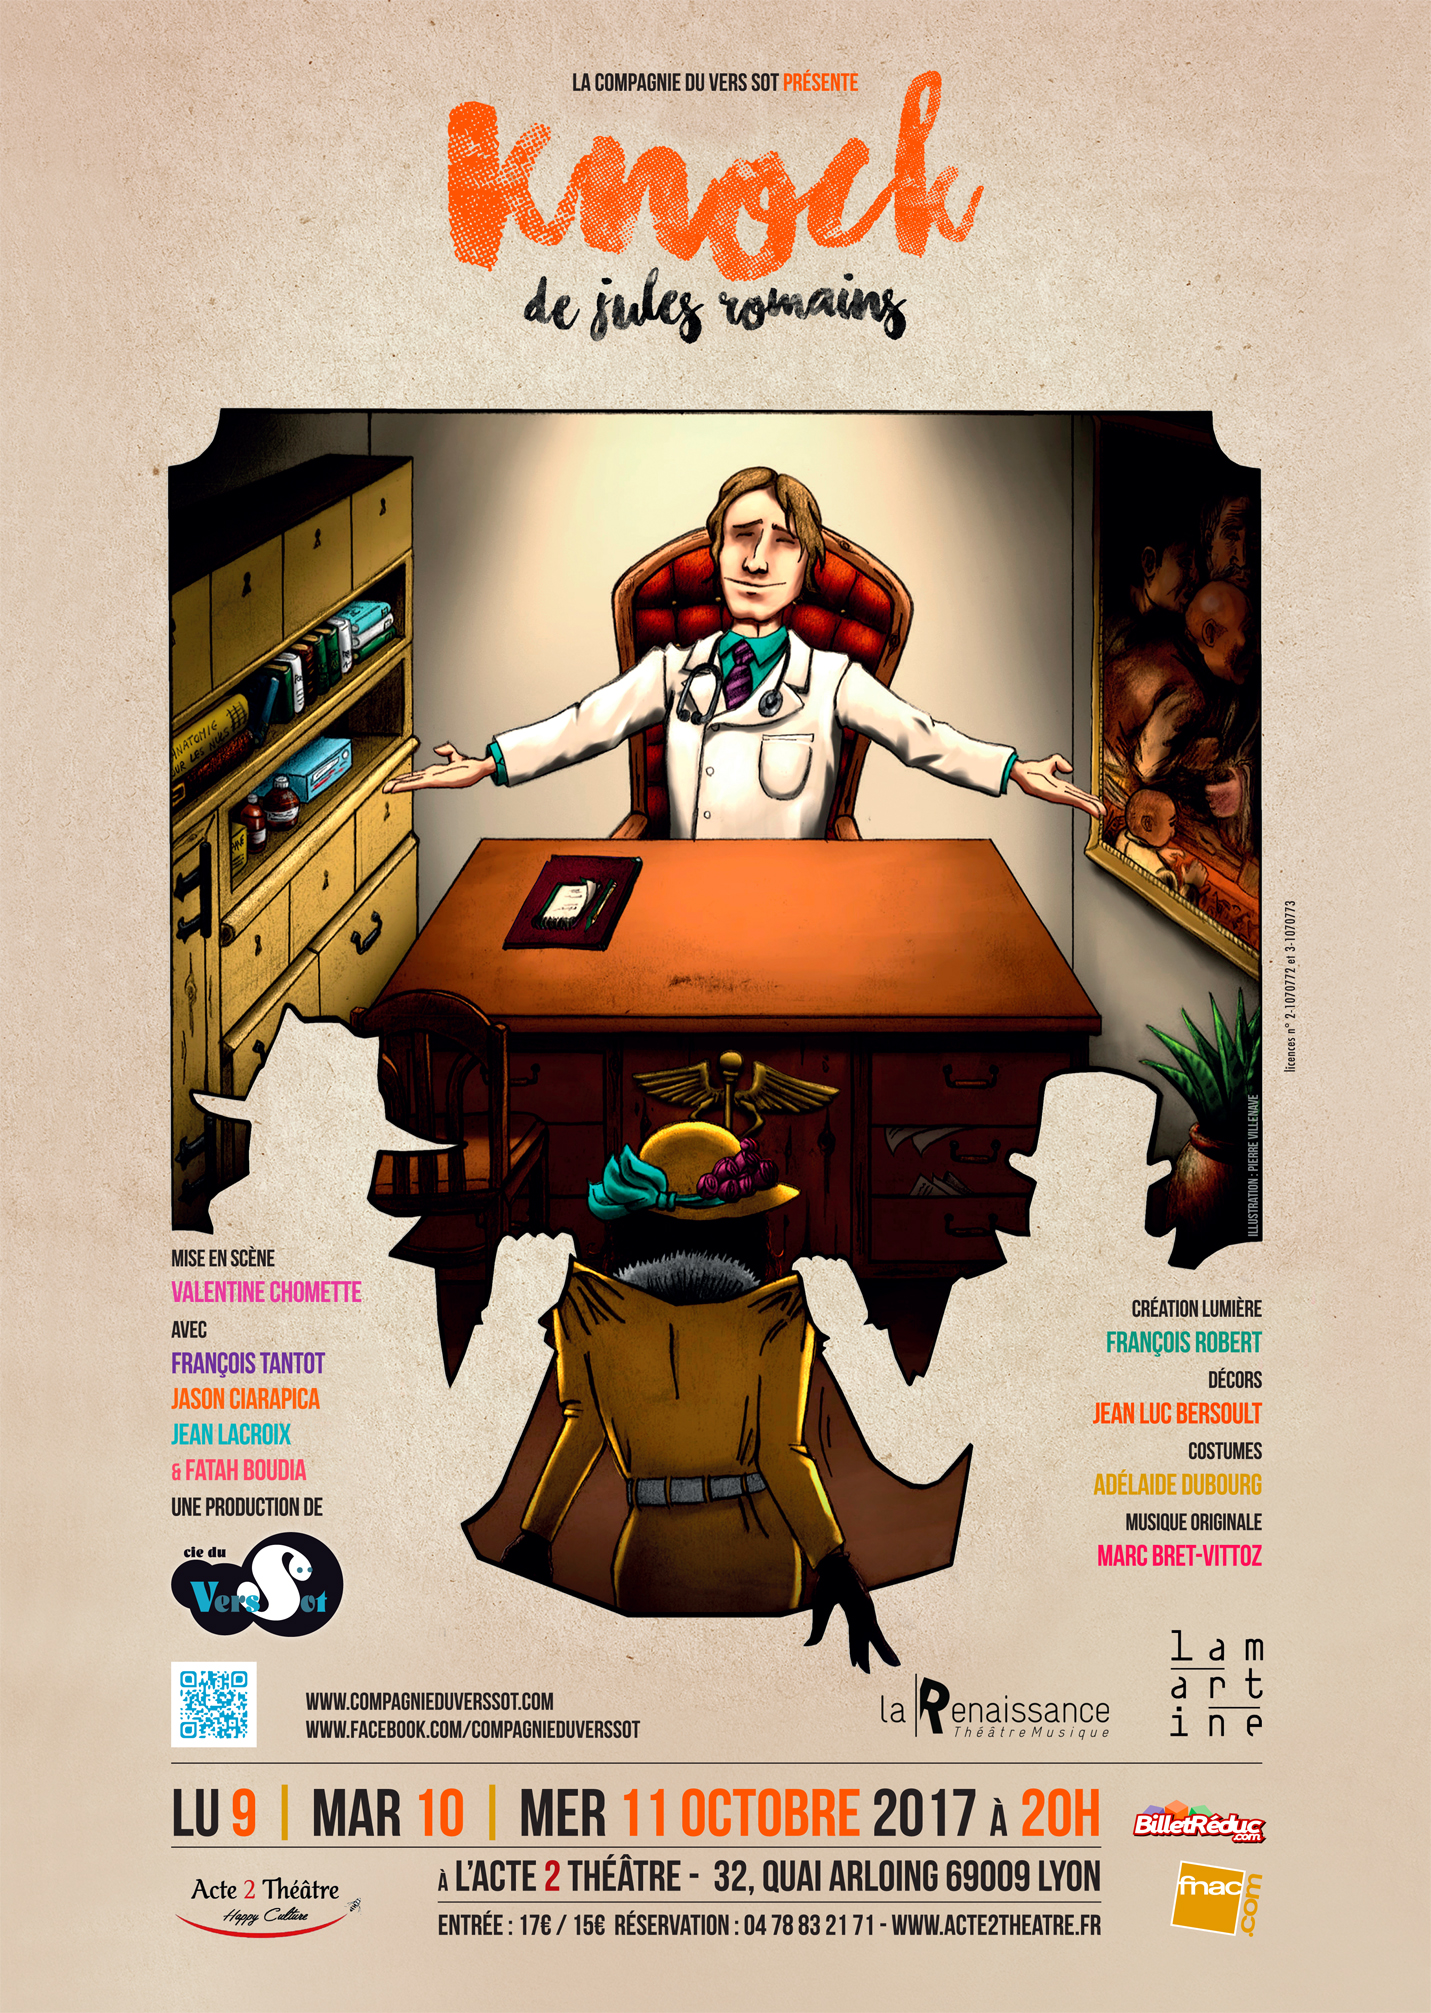 LA COMPAGNIE DU VERS SOT PRÉSENTE
Knock
de jules romains
ANATOMIE
licences n° 2-1070772 et 3-1070773
ILLUSTRATION : PIERRE VILLENAVE
MISE EN SCÈNE
VALENTINE CHOMETTE
AVEC
FRANÇOIS TANTOT
JASON CIARAPICA
JEAN LACROIX
& FATAH BOUDIA
UNE PRODUCTION DE
cie du
Vers Sot
CRÉATION LUMIÈRE
FRANÇOIS ROBERT
DÉCORS
JEAN LUC BERSOULT
COSTUMES
ADÉLAIDE DUBOURG
MUSIQUE ORIGINALE
MARC BRET-VITTOZ
WWW.COMPAGNIEDUVERSSOT.COM
WWW.FACEBOOK.COM/COMPAGNIEDUVERSSOT
la Renaissance
ThéâtreMusique
lam
art
ine
LU 9 | MAR 10 | MER 11 OCTOBRE 2017 À 20H
BilletRéduc
.com
À L'ACTE 2 THÉÂTRE - 32, QUAI ARLOING 69009 LYON
Acte 2 Théâtre
Happy Culture
fnac
.com
ENTRÉE : 17€ / 15€ RÉSERVATION : 04 78 83 21 71 - WWW.ACTE2THEATRE.FR